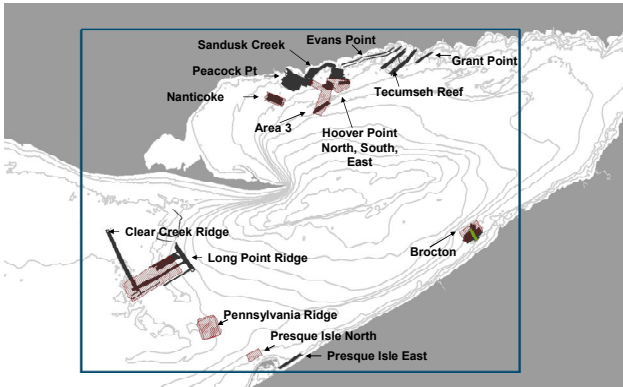 Evans Point
Sandusk Creek
Grant Point
Peacock Pt
Tecumseh Reef
Nanticoke
Area 3
Hoover Point
North, South,
East
Clear Creek Ridge
Brocton
Long Point Ridge
Pennsylvania Ridge
Presque Isle North
Presque Isle East